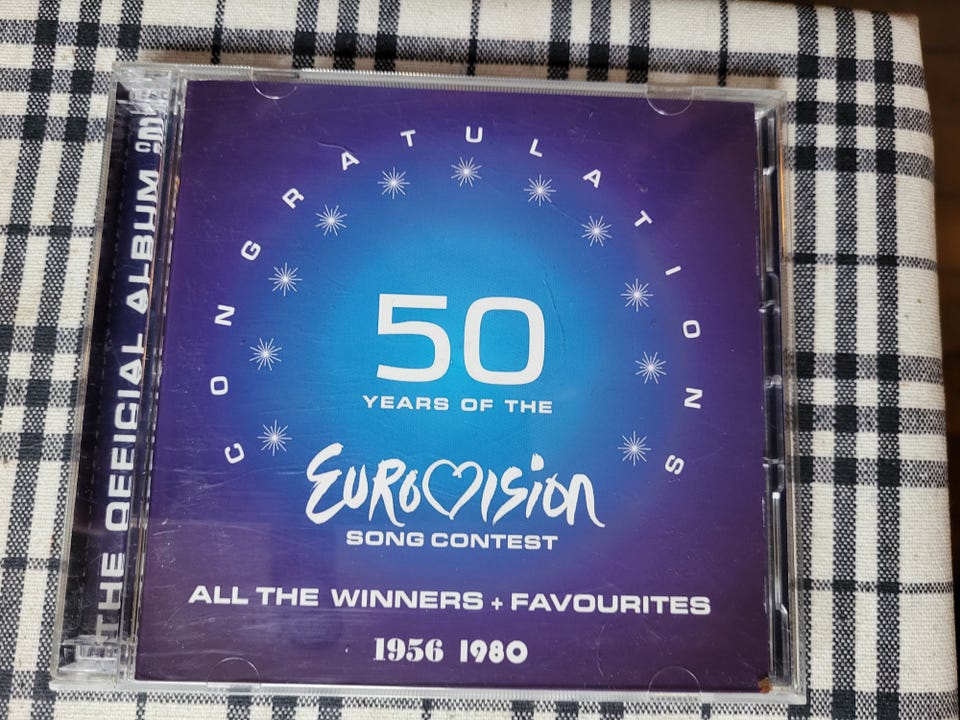 CONGRATULATIONS
50
YEARS OF THE
EUROVISION
SONG CONTEST
ALL THE WINNERS + FAVOURITES
1956 1980
THE OFFICIAL ALBUM